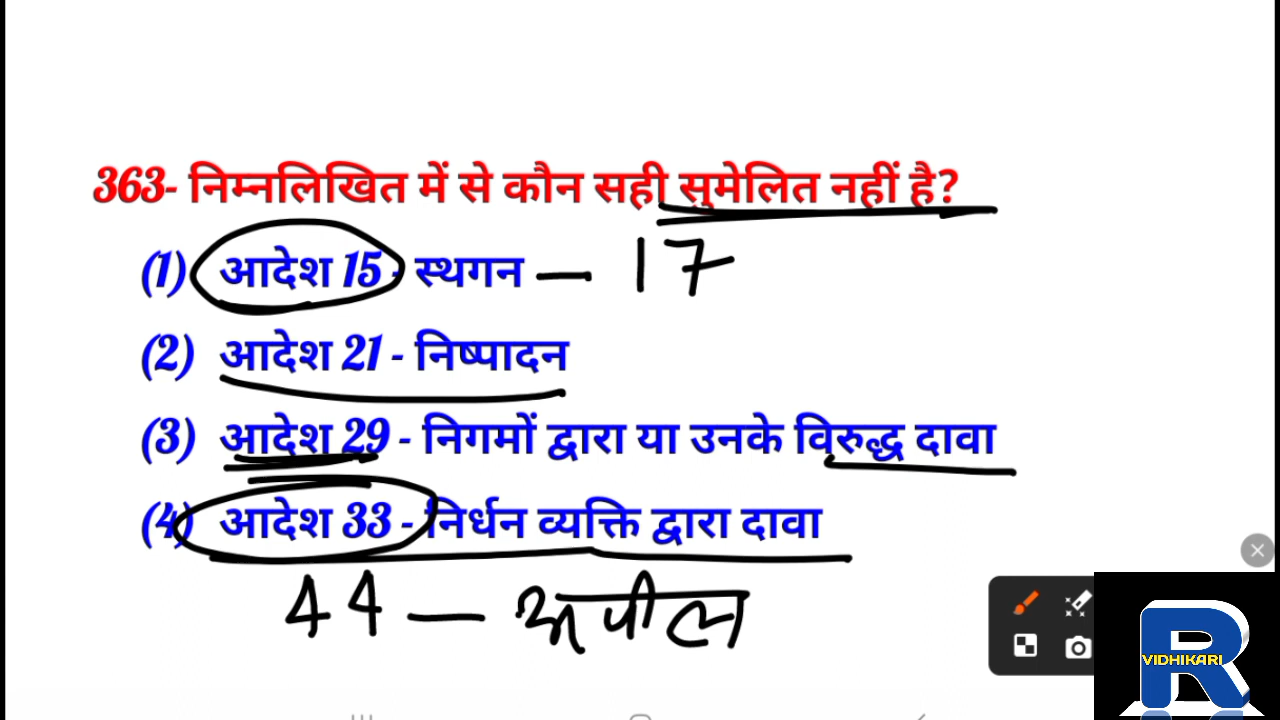 363- निम्नलिखित में से कौन सही सुमेलित नहीं है?
(1) आदेश 15 - स्थगन — 17
(2) आदेश 21 - निष्पादन
(3) आदेश 29 - निगमों द्वारा या उनके विरुद्ध दावा
(4) आदेश 33 - निर्धन व्यक्ति द्वारा दावा
44 — अपील
VIDHIKARI